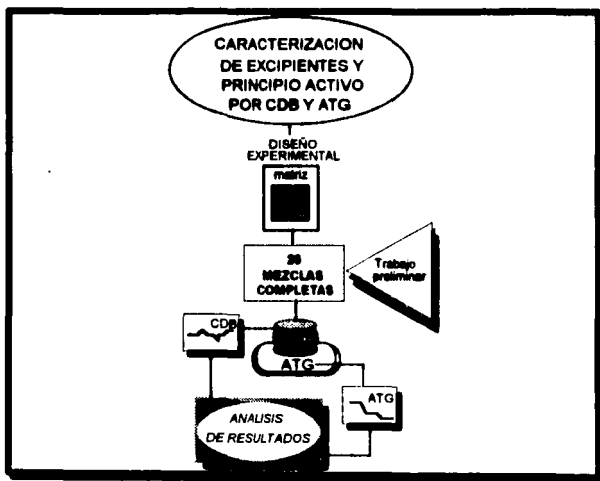 CARACTERIZACION
DE EXCIPIENTES Y
PRINCIPIO ACTIVO
POR CDB Y ATG
DISEÑO
EXPERIMENTAL
matriz
MEZCLAS
COMPLETAS
Trabajo
preliminar
CDB
ATG
ATG
ANALISIS
DE RESULTADOS